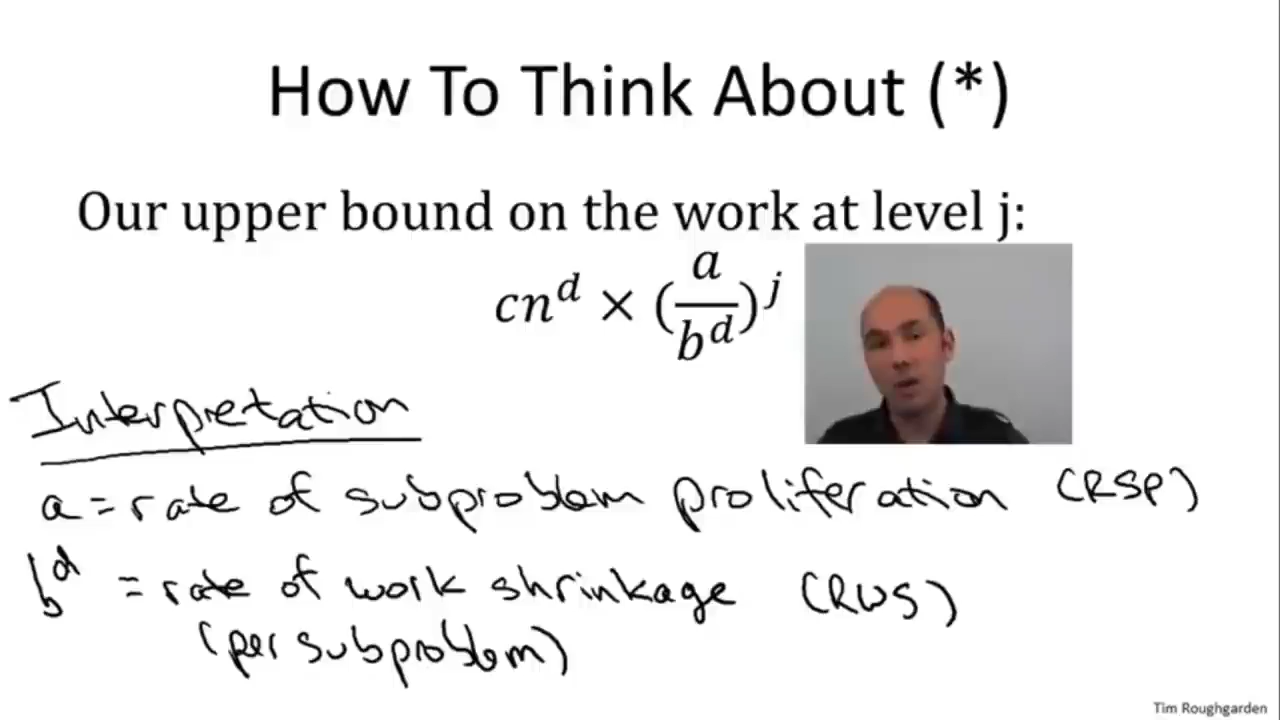 How To Think About (*)
Our upper bound on the work at level j:
cn^d × (a/b^d)^j
Interpretation
a = rate of subproblem proliferation (RSP)
b^d = rate of work shrinkage (RWS)
(per subproblem)
Tim Roughgarden